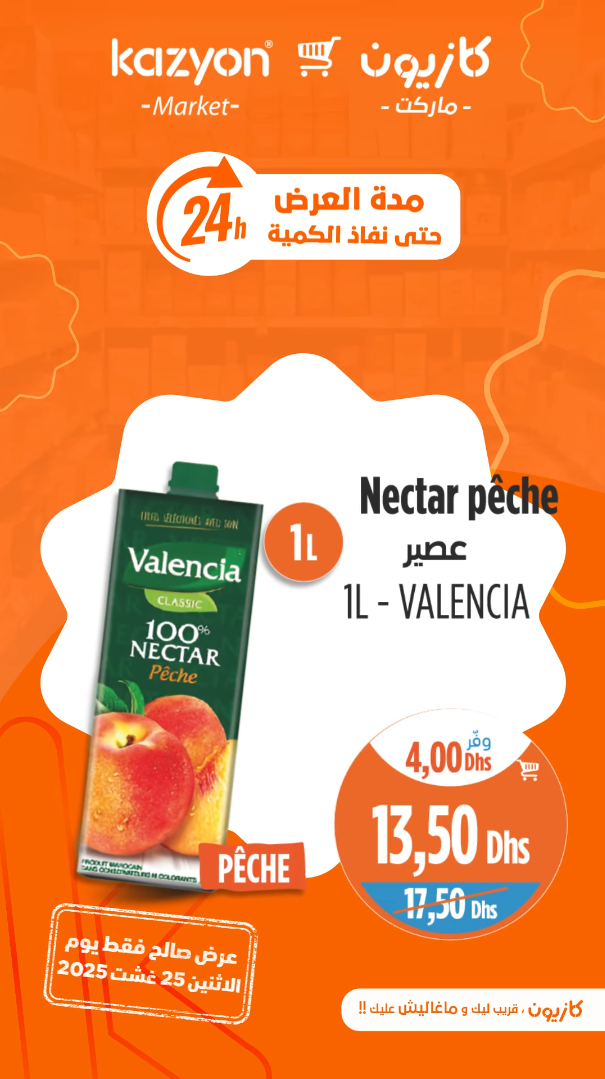 kazyon®
-Market-
كازيون
- ماركت -
24h
مدة العرض
حتى نفاذ الكمية
Valencia
CLASSIC
100%
NECTAR
Pêche
PRODUIT MAROCAIN
SANS CONSERVATEURS NI COLORANTS
PÊCHE
1L
Nectar pêche
عصير
1L - VALENCIA
وفّر
4,00 Dhs
13,50 Dhs
17,50 Dhs
عرض صالح فقط يوم
الاثنين 25 غشت 2025
كازيون ، قريب ليك و ماغاليش عليك !!